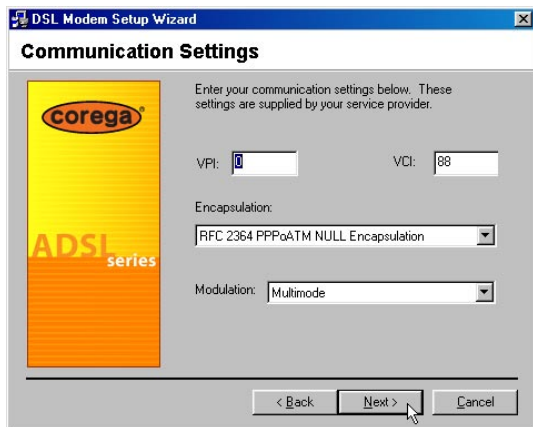 DSL Modem Setup Wizard
Communication Settings
corega
ADSL
series
Enter your communication settings below. These
settings are supplied by your service provider.
VPI: 0 VCI: 88
Encapsulation:
RFC 2364 PPPoATM NULL Encapsulation
Modulation: Multimode
< Back Next > Cancel